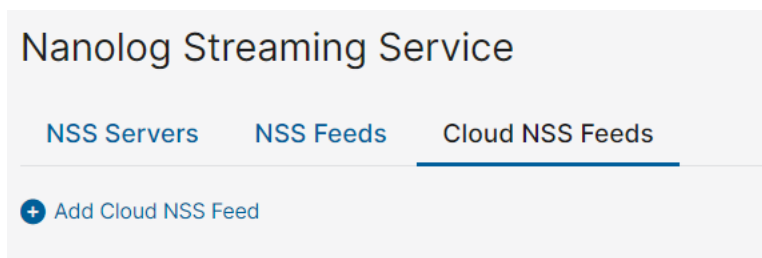 Nanolog Streaming Service
NSS Servers NSS Feeds Cloud NSS Feeds
Add Cloud NSS Feed